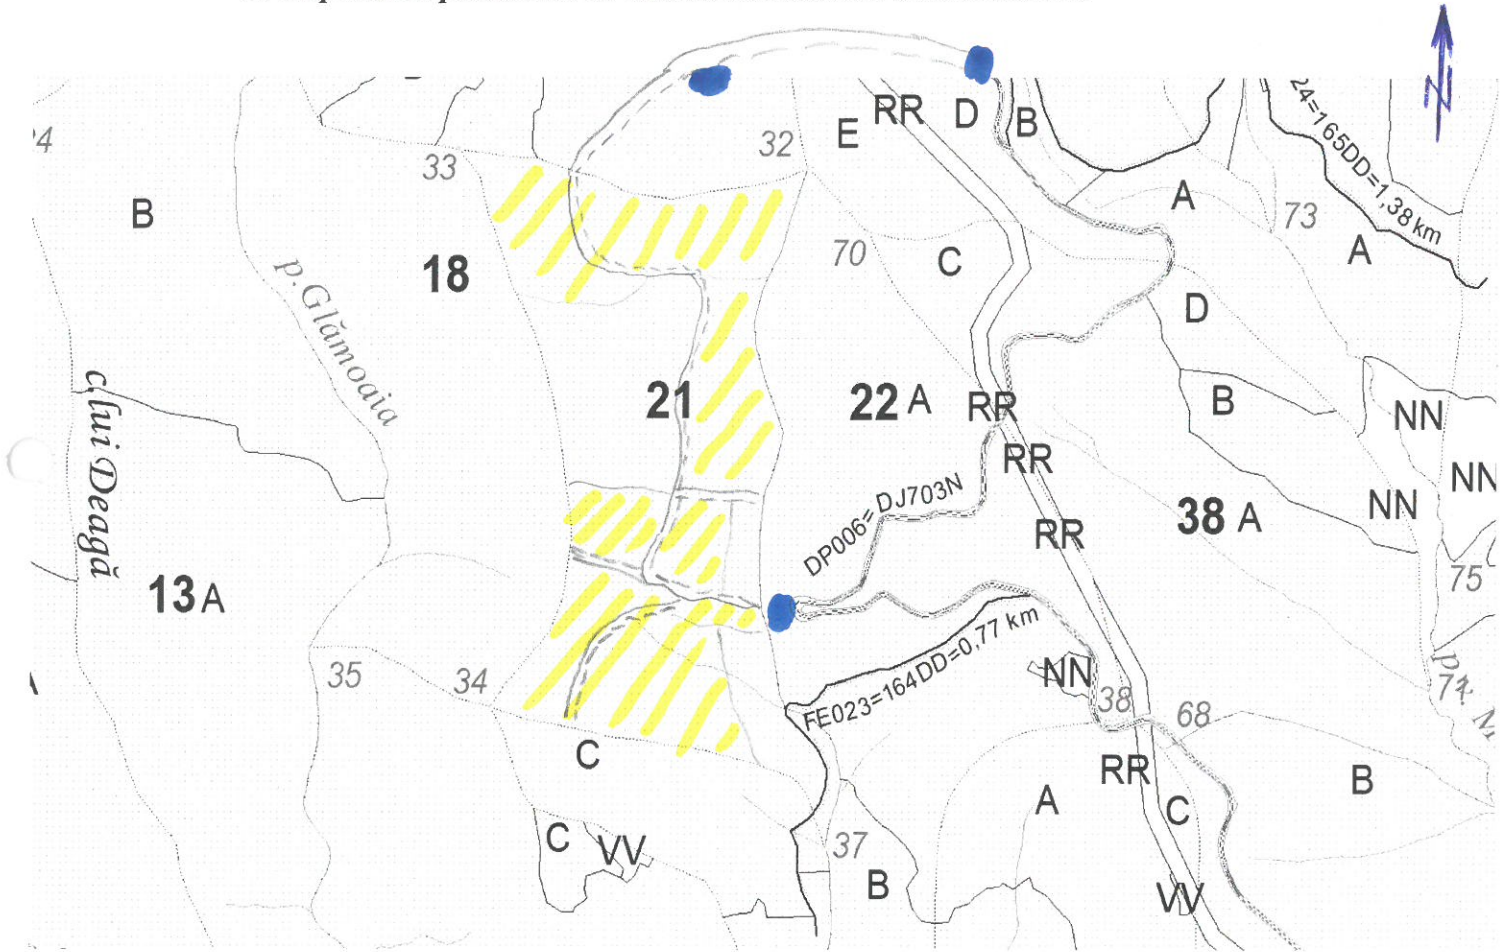 24=165DD=1,38 km
E
RR
D
B
32
33
B
A
73
A
18
70
C
p.Glămoaia
D
21
22 A
RR
B
NN
c.lui Deagă
RR
NN
NN
DP006=DJ703N
38 A
RR
75
13 A
FE023=164DD=0,77 km
35
34
NN
38
68
C
RR
B
A
C
C
VV
37
B
VV